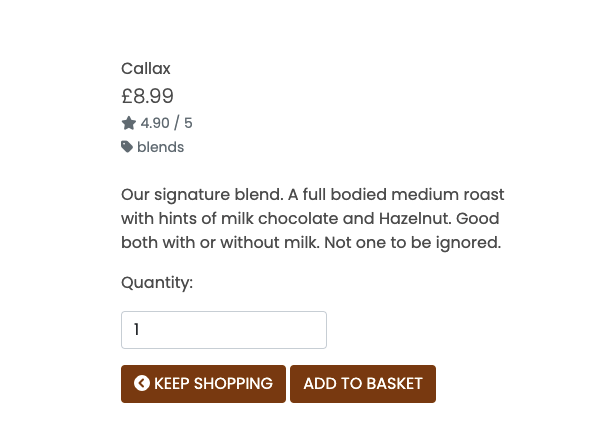 Callax
£8.99
4.90 / 5
blends
Our signature blend. A full bodied medium roast
with hints of milk chocolate and Hazelnut. Good
both with or without milk. Not one to be ignored.
Quantity:
1
KEEP SHOPPING ADD TO BASKET